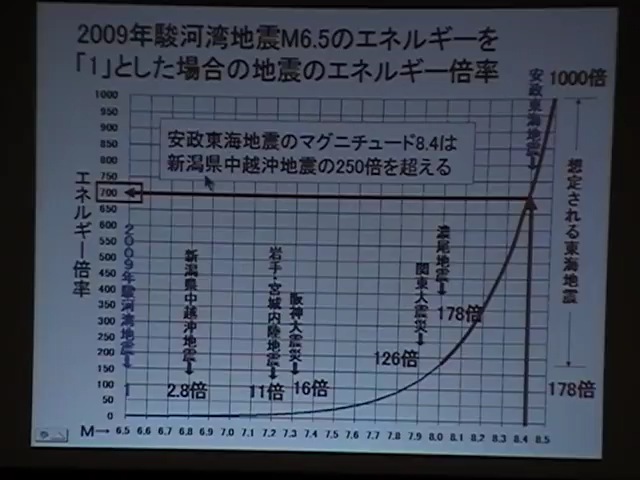 2009年駿河湾地震M6.5のエネルギーを
「1」とした場合の地震のエネルギー倍率
安政東海地震のマグニチュード8.4は
新潟県中越沖地震の250倍を超える
エネルギー倍率
1000
950
900
850
800
750
700
650
600
550
500
450
400
350
300
250
200
150
100
50
0
2009年駿河湾地震
1
新潟県中越沖地震
2.8倍
岩手・宮城内陸地震
11倍
阪神大震災
16倍
関東大震災
126倍
濃尾地震
178倍
安政東海地震
1000倍
想定される東海地震
178倍
M→ 6.5 6.6 6.7 6.8 6.9 7.0 7.1 7.2 7.3 7.4 7.5 7.6 7.7 7.8 7.9 8.0 8.1 8.2 8.3 8.4 8.5